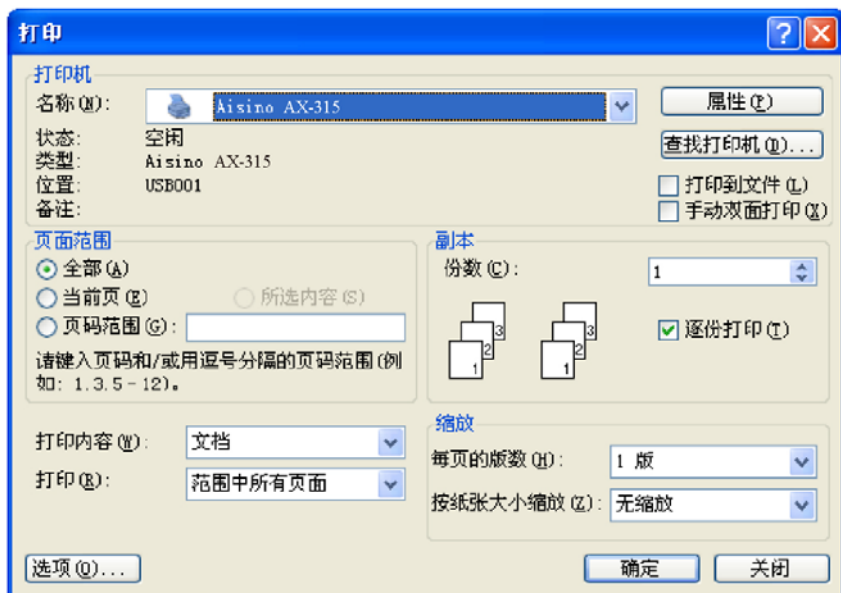 打印
打印机
名称(N): Aisino AX-315 属性(P)
状态: 空闲 查找打印机(D)...
类型: Aisino AX-315
位置: USB001 打印到文件(L)
备注: 手动双面打印(X)
页面范围
全部(A)
当前页(E) 所选内容(S)
页码范围(G):
请键入页码和/或用逗号分隔的页码范围(例
如: 1,3,5-12)。
副本
份数(C): 1
1 2 3 1 2 3
逐份打印(T)
打印内容(W): 文档
打印(R): 范围中所有页面
缩放
每页的版数(H): 1 版
按纸张大小缩放(Z): 无缩放
选项(O)... 确定 关闭